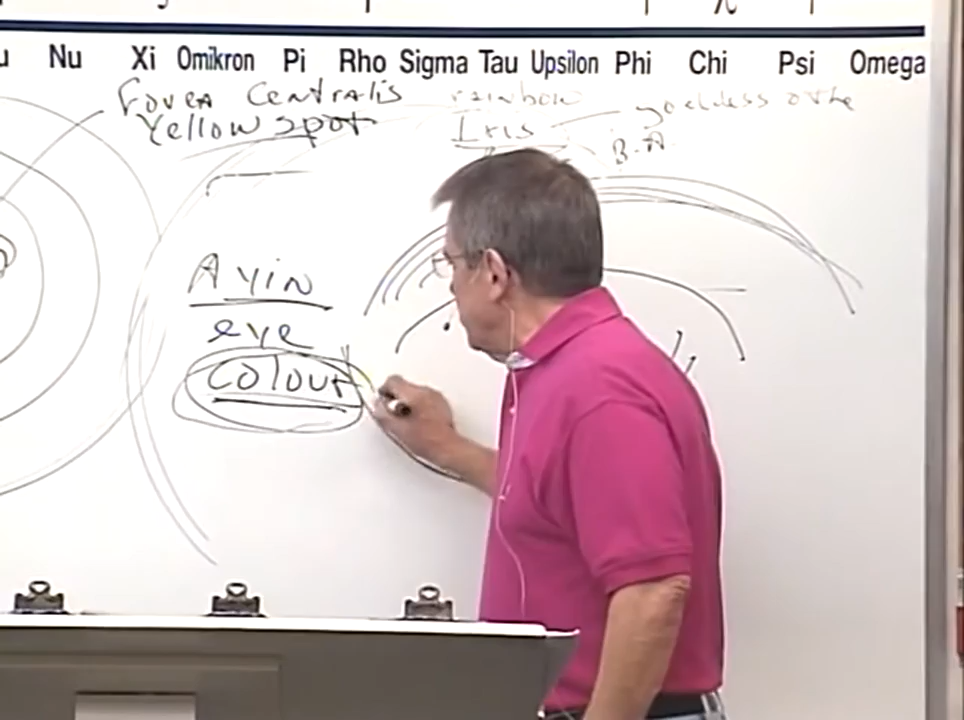 Nu Xi Omikron Pi Rho Sigma Tau Upsilon Phi Chi Psi Omega
Fovea Centralis
Yellow spot
rainbow
Iris goddess of the
B.A.
Ayin
eye
colour